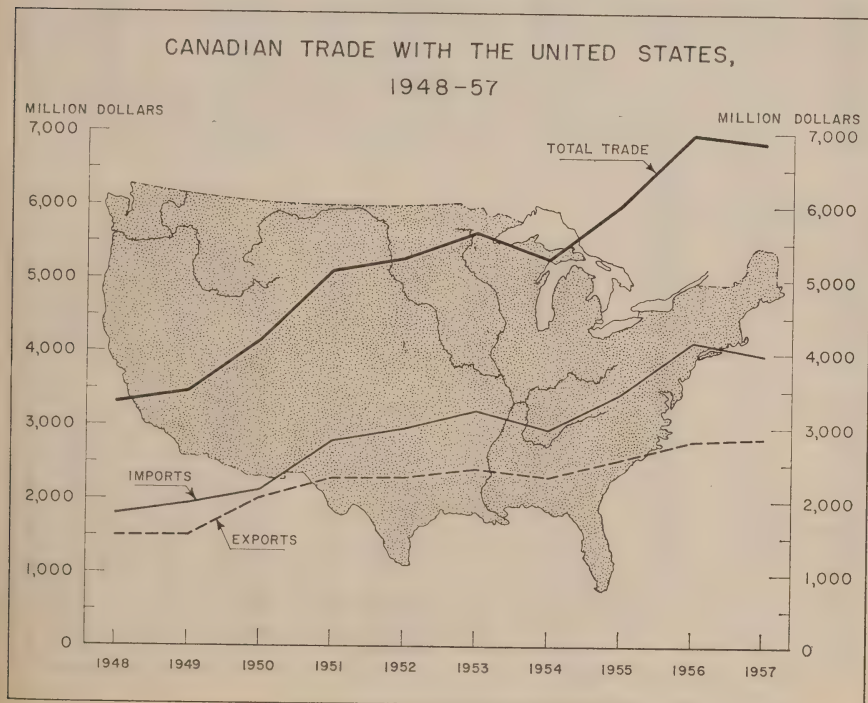 CANADIAN TRADE WITH THE UNITED STATES,
1948-57
MILLION DOLLARS
MILLION DOLLARS
7,000
6,000
5,000
4,000
3,000
2,000
1,000
0
7,000
6,000
5,000
4,000
3,000
2,000
1,000
0
TOTAL TRADE
IMPORTS
EXPORTS
1948 1949 1950 1951 1952 1953 1954 1955 1956 1957